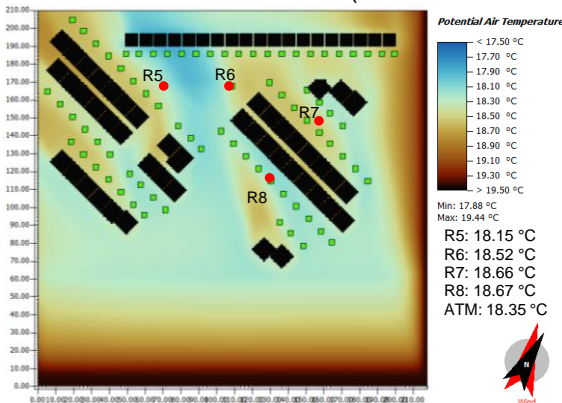 (
Potential Air Temperature
210.00
200.00
190.00
180.00
170.00
160.00
150.00
140.00
130.00
120.00
110.00
100.00
90.00
80.00
70.00
60.00
50.00
40.00
30.00
20.00
10.00
0.00
R5
R6
R7
R8
< 17.50 °C
17.70 °C
17.90 °C
18.10 °C
18.30 °C
18.50 °C
18.70 °C
18.90 °C
19.10 °C
19.30 °C
> 19.50 °C
Min: 17.88 °C
Max: 19.44 °C
R5: 18.15 °C
R6: 18.52 °C
R7: 18.66 °C
R8: 18.67 °C
ATM: 18.35 °C
N
Wind